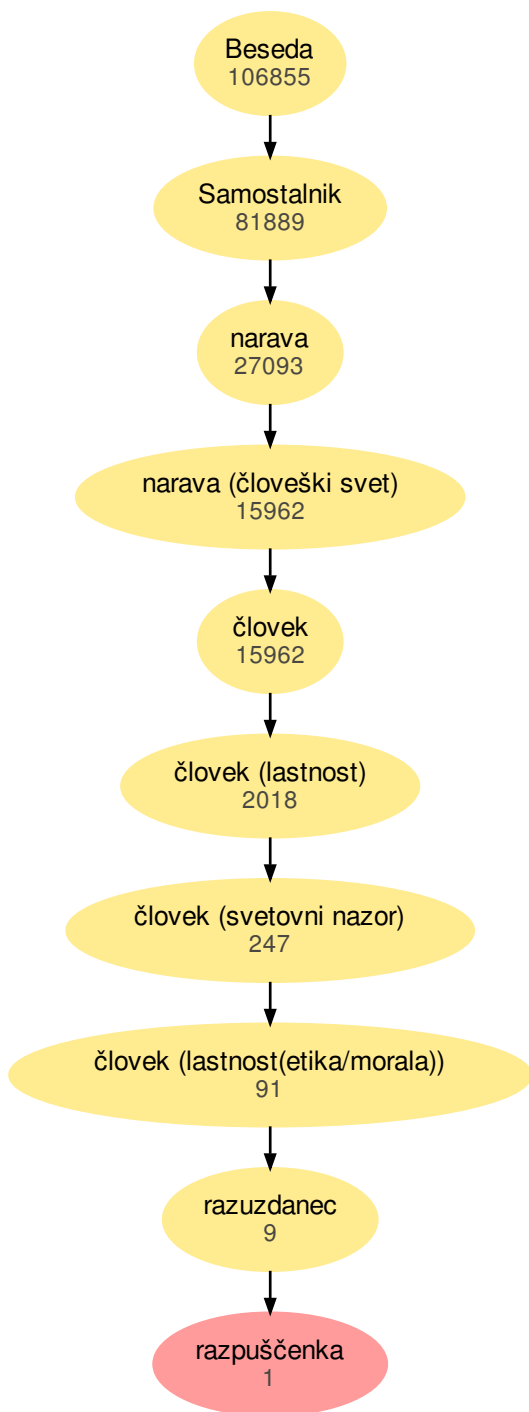 Beseda
106855
Samostalnik
81889
narava
27093
narava (človeški svet)
15962
človek
15962
človek (lastnost)
2018
človek (svetovni nazor)
247
človek (lastnost(etika/morala))
91
razuzdanec
9
razpuščenka
1